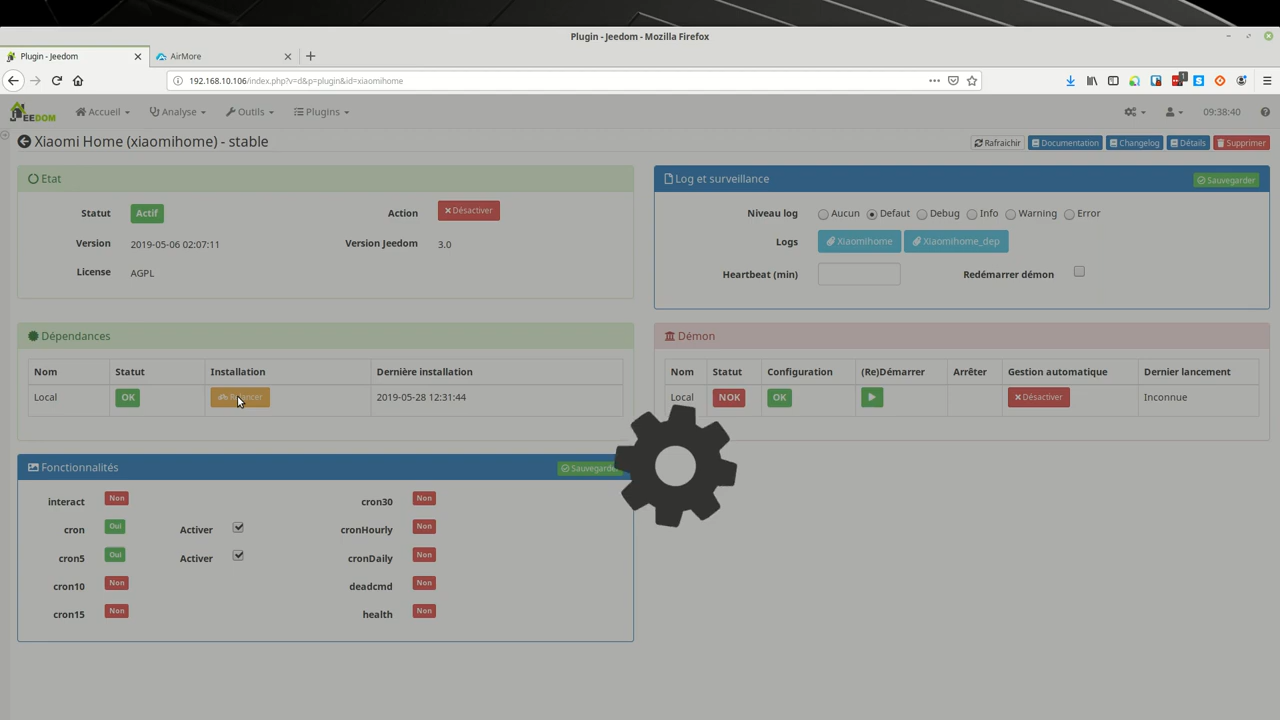 Plugin - Jeedom - Mozilla Firefox
Plugin - Jeedom
AirMore
192.168.10.106/index.php?v=d&p=plugin&id=xiaomihome
1
JEEDOM Accueil Analyse Outils Plugins 09:38:40
Xiaomi Home (xiaomihome) - stable
Rafraichir Documentation Changelog Détails Supprimer
Etat
Statut Actif Action Désactiver
Version 2019-05-06 02:07:11 Version Jeedom 3.0
License AGPL
Log et surveillance Sauvegarder
Niveau log Aucun Defaut Debug Info Warning Error
Logs Xiaomihome Xiaomihome_dep
Heartbeat (min) Redémarrer démon
Dépendances
Nom Statut Installation Dernière installation
Local OK Relancer 2019-05-28 12:31:44
Démon
Nom Statut Configuration (Re)Démarrer Arrêter Gestion automatique Dernier lancement
Local NOK OK Désactiver Inconnue
Fonctionnalités Sauvegarder
interact Non cron30 Non
cron Oui Activer cronHourly Non
cron5 Oui Activer cronDaily Non
cron10 Non deadcmd Non
cron15 Non health Non